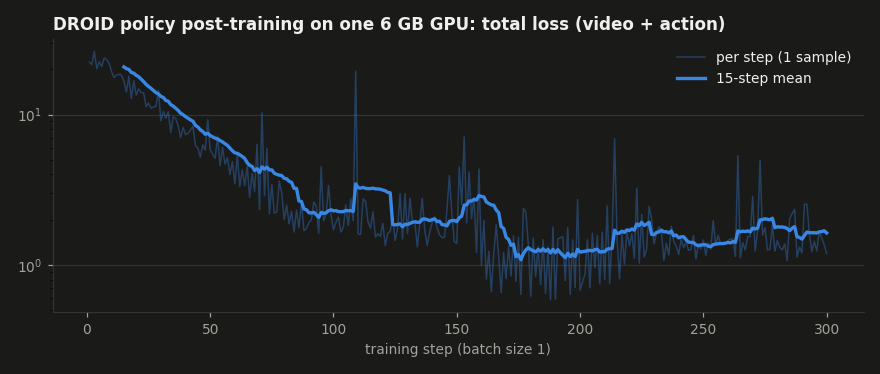 DROID policy post-training on one 6 GB GPU: total loss (video + action)
per step (1 sample)
15-step mean
10¹
10⁰
0 50 100 150 200 250 300
training step (batch size 1)